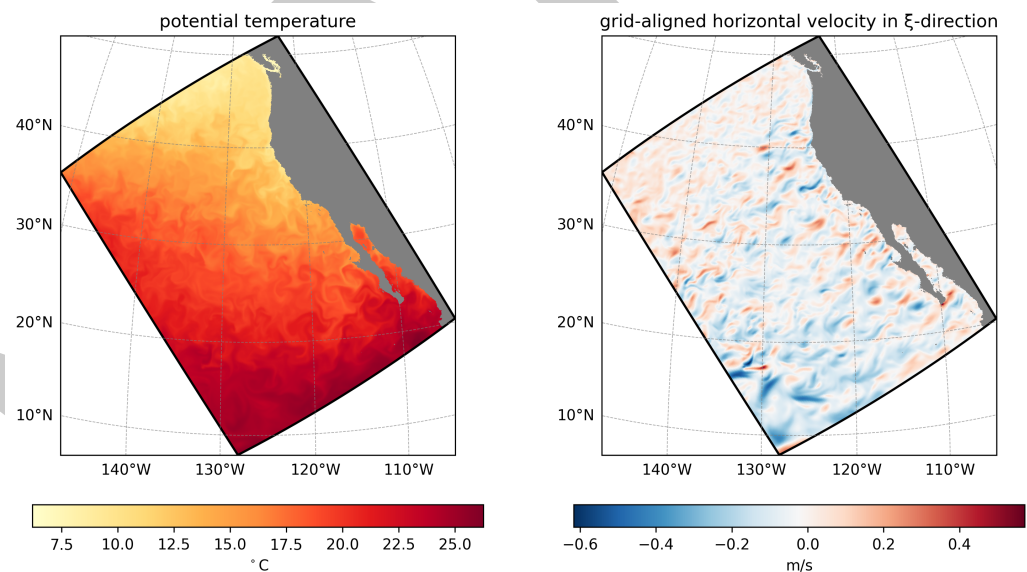 potential temperature
grid-aligned horizontal velocity in ξ-direction
40°N
30°N
20°N
10°N
140°W 130°W 120°W 110°W
40°N
30°N
20°N
10°N
140°W 130°W 120°W 110°W
7.5 10.0 12.5 15.0 17.5 20.0 22.5 25.0
°C
−0.6 −0.4 −0.2 0.0 0.2 0.4
m/s